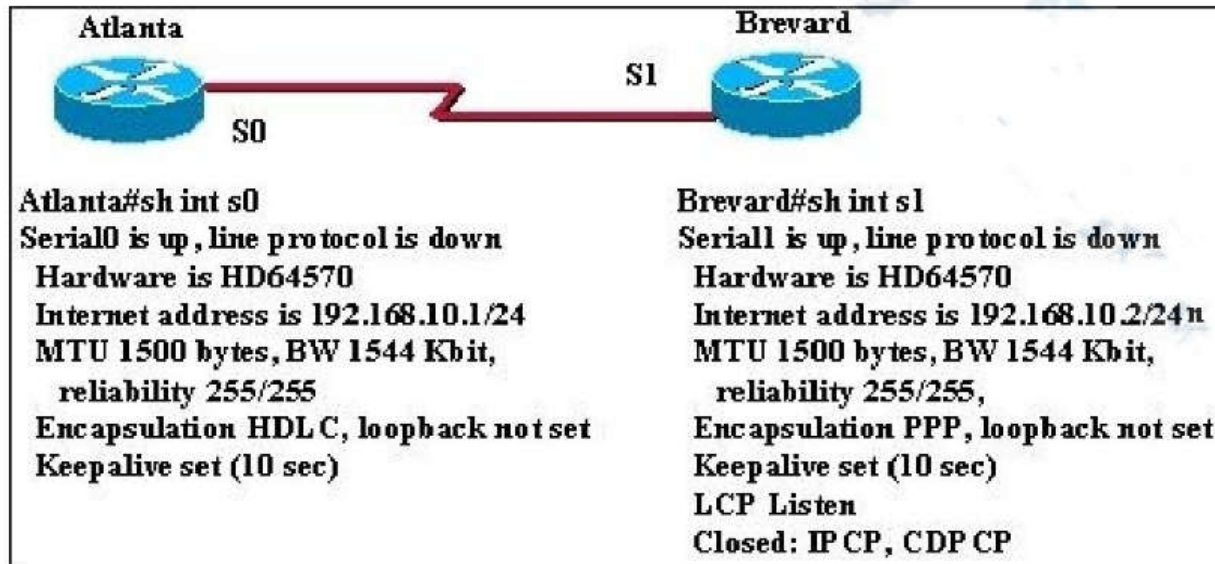 Atlanta
Brevard
S0
S1
Atlanta#sh int s0
Serial0 is up, line protocol is down
Hardware is HD64570
Internet address is 192.168.10.1/24
MTU 1500 bytes, BW 1544 Kbit,
reliability 255/255
Encapsulation HDLC, loopback not set
Keepalive set (10 sec)
Brevard#sh int s1
Serial1 is up, line protocol is down
Hardware is HD64570
Internet address is 192.168.10.2/24n
MTU 1500 bytes, BW 1544 Kbit,
reliability 255/255,
Encapsulation PPP, loopback not set
Keepalive set (10 sec)
LCP Listen
Closed: IPCP, CDPCP